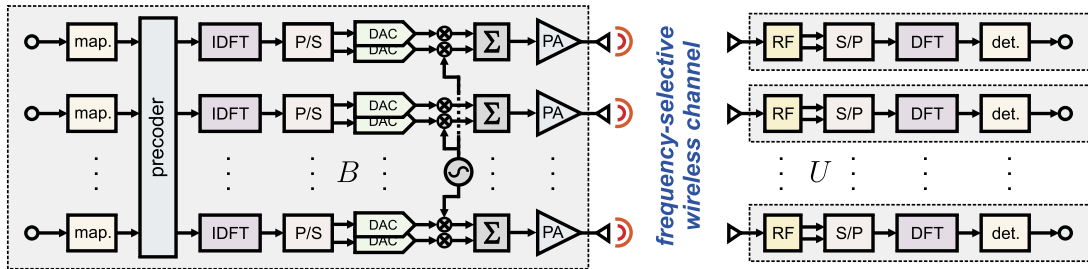 map. precoder IDFT P/S DAC DAC Σ PA RF S/P DFT det.
map. IDFT P/S DAC DAC Σ PA frequency-selective wireless channel RF S/P DFT det.
B U
map. IDFT P/S DAC DAC Σ PA RF S/P DFT det.